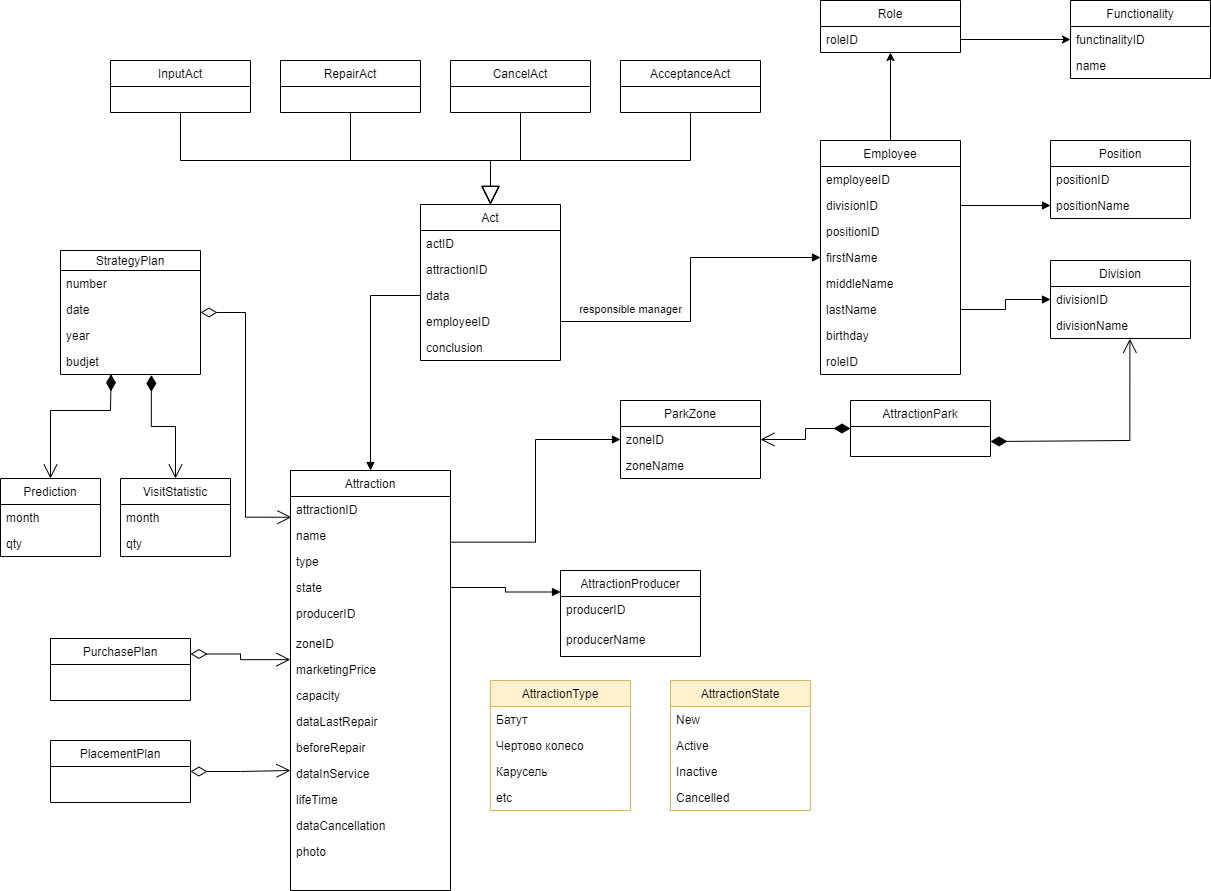 Role
roleID
Functionality
functinalityID
name
InputAct
RepairAct
CancelAct
AcceptanceAct
Employee
employeeID
divisionID
positionID
firstName
middleName
lastName
birthday
roleID
Position
positionID
positionName
Act
actID
attractionID
data
employeeID
conclusion
responsible manager
StrategyPlan
number
date
year
budjet
Division
divisionID
divisionName
ParkZone
zoneID
zoneName
AttractionPark
Prediction
month
qty
VisitStatistic
month
qty
Attraction
attractionID
name
type
state
producerID
zoneID
marketingPrice
capacity
dataLastRepair
beforeRepair
dataInService
lifeTime
dataCancellation
photo
AttractionProducer
producerID
producerName
PurchasePlan
PlacementPlan
AttractionType
Батут
Чертово колесо
Карусель
etc
AttractionState
New
Active
Inactive
Cancelled